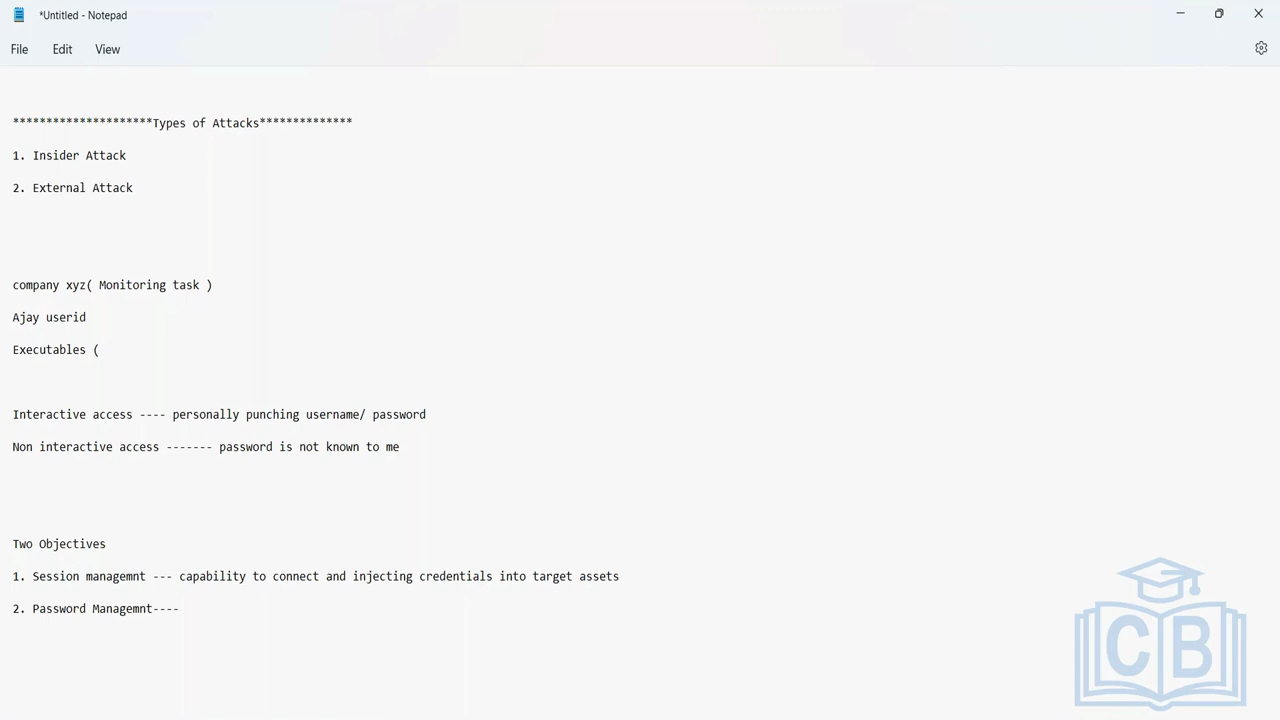 *Untitled - Notepad
File Edit View
*********************Types of Attacks**************
1. Insider Attack
2. External Attack
company xyz( Monitoring task )
Ajay userid
Executables (
Interactive access ---- personally punching username/ password
Non interactive access ------- password is not known to me
Two Objectives
1. Session managemnt --- capability to connect and injecting credentials into target assets
2. Password Managemnt----
CB